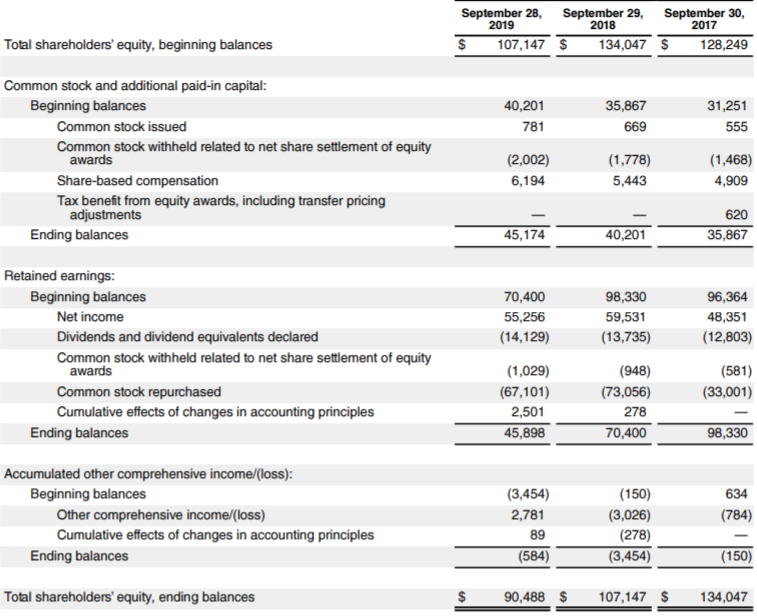 September 28, 2019 September 29, 2018 September 30, 2017
Total shareholders' equity, beginning balances $ 107,147 $ 134,047 $ 128,249
Common stock and additional paid-in capital:
Beginning balances 40,201 35,867 31,251
Common stock issued 781 669 555
Common stock withheld related to net share settlement of equity
awards (2,002) (1,778) (1,468)
Share-based compensation 6,194 5,443 4,909
Tax benefit from equity awards, including transfer pricing
adjustments — — 620
Ending balances 45,174 40,201 35,867
Retained earnings:
Beginning balances 70,400 98,330 96,364
Net income 55,256 59,531 48,351
Dividends and dividend equivalents declared (14,129) (13,735) (12,803)
Common stock withheld related to net share settlement of equity
awards (1,029) (948) (581)
Common stock repurchased (67,101) (73,056) (33,001)
Cumulative effects of changes in accounting principles 2,501 278 —
Ending balances 45,898 70,400 98,330
Accumulated other comprehensive income/(loss):
Beginning balances (3,454) (150) 634
Other comprehensive income/(loss) 2,781 (3,026) (784)
Cumulative effects of changes in accounting principles 89 (278) —
Ending balances (584) (3,454) (150)
Total shareholders' equity, ending balances $ 90,488 $ 107,147 $ 134,047